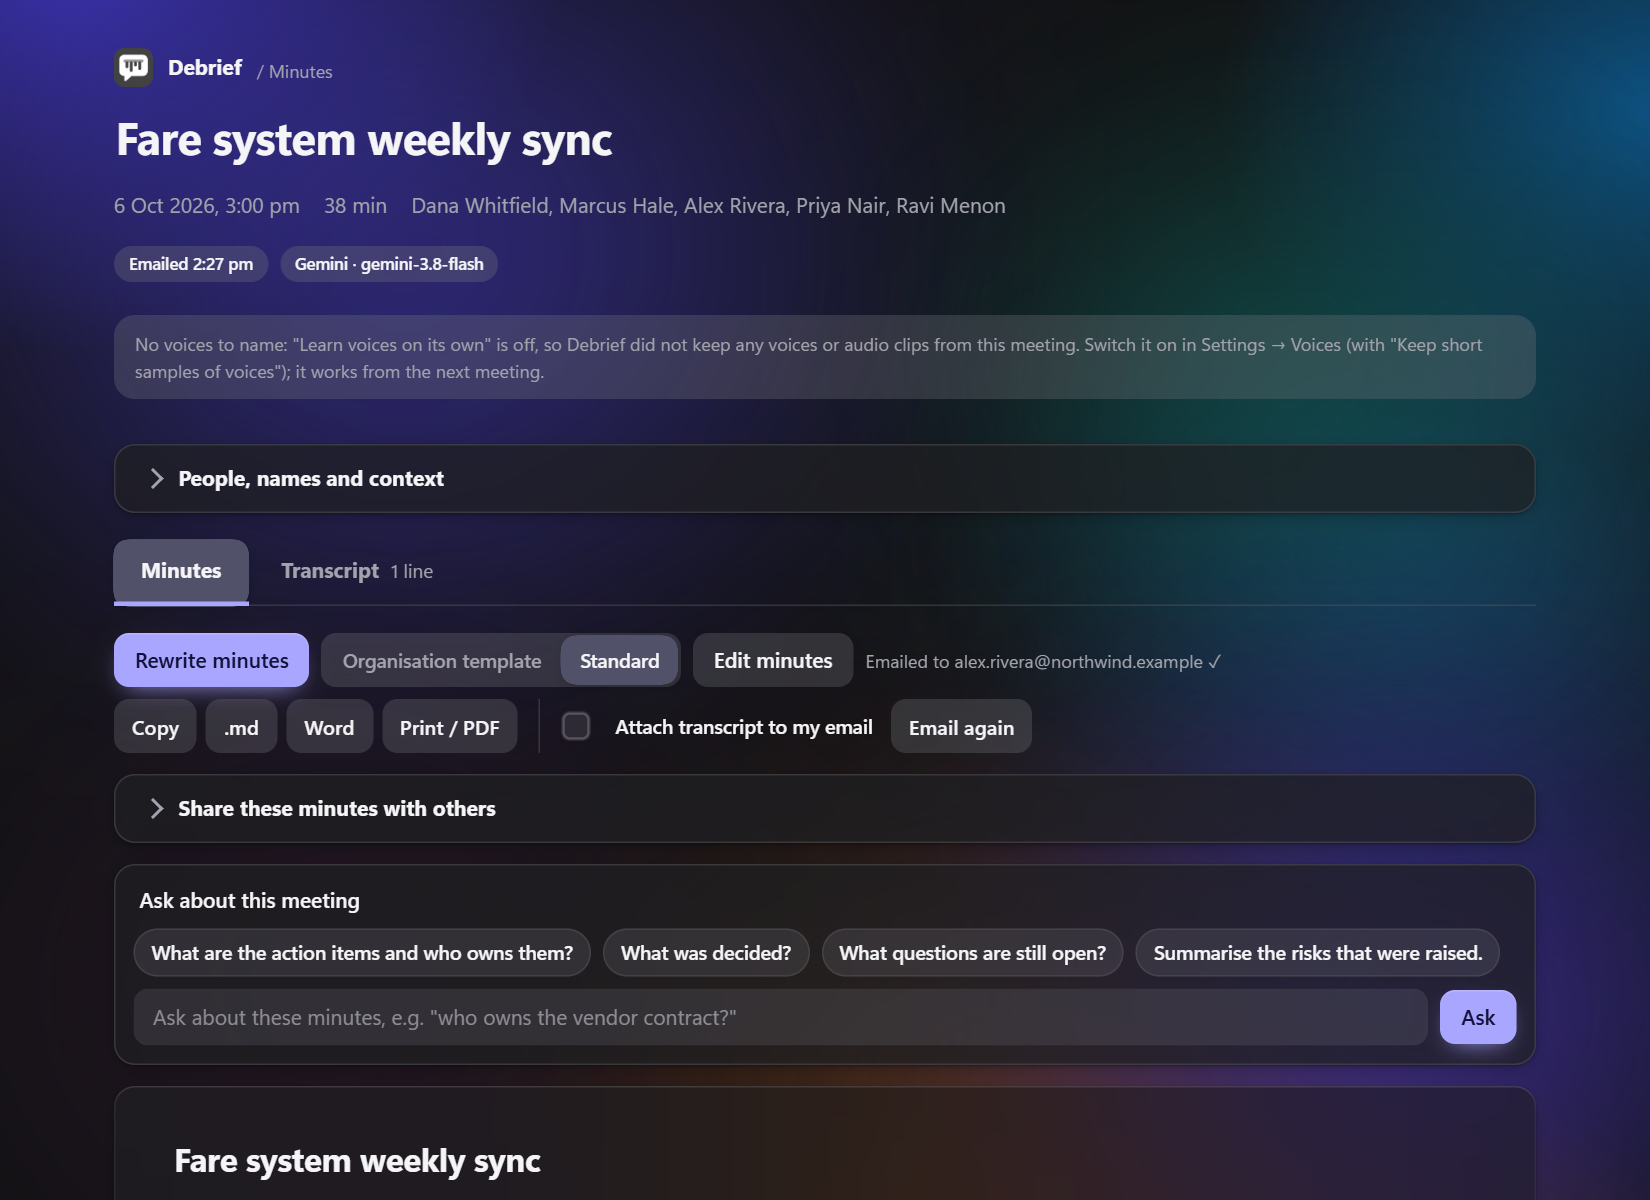 Debrief / Minutes
Fare system weekly sync
6 Oct 2026, 3:00 pm 38 min Dana Whitfield, Marcus Hale, Alex Rivera, Priya Nair, Ravi Menon
Emailed 2:27 pm Gemini · gemini-3.8-flash
No voices to name: "Learn voices on its own" is off, so Debrief did not keep any voices or audio clips from this meeting. Switch it on in Settings → Voices (with "Keep short
samples of voices"); it works from the next meeting.
People, names and context
Minutes Transcript 1 line
Rewrite minutes Organisation template Standard Edit minutes Emailed to alex.rivera@northwind.example ✓
Copy .md Word Print / PDF Attach transcript to my email Email again
Share these minutes with others
Ask about this meeting
What are the action items and who owns them? What was decided? What questions are still open? Summarise the risks that were raised.
Ask about these minutes, e.g. "who owns the vendor contract?" Ask
Fare system weekly sync